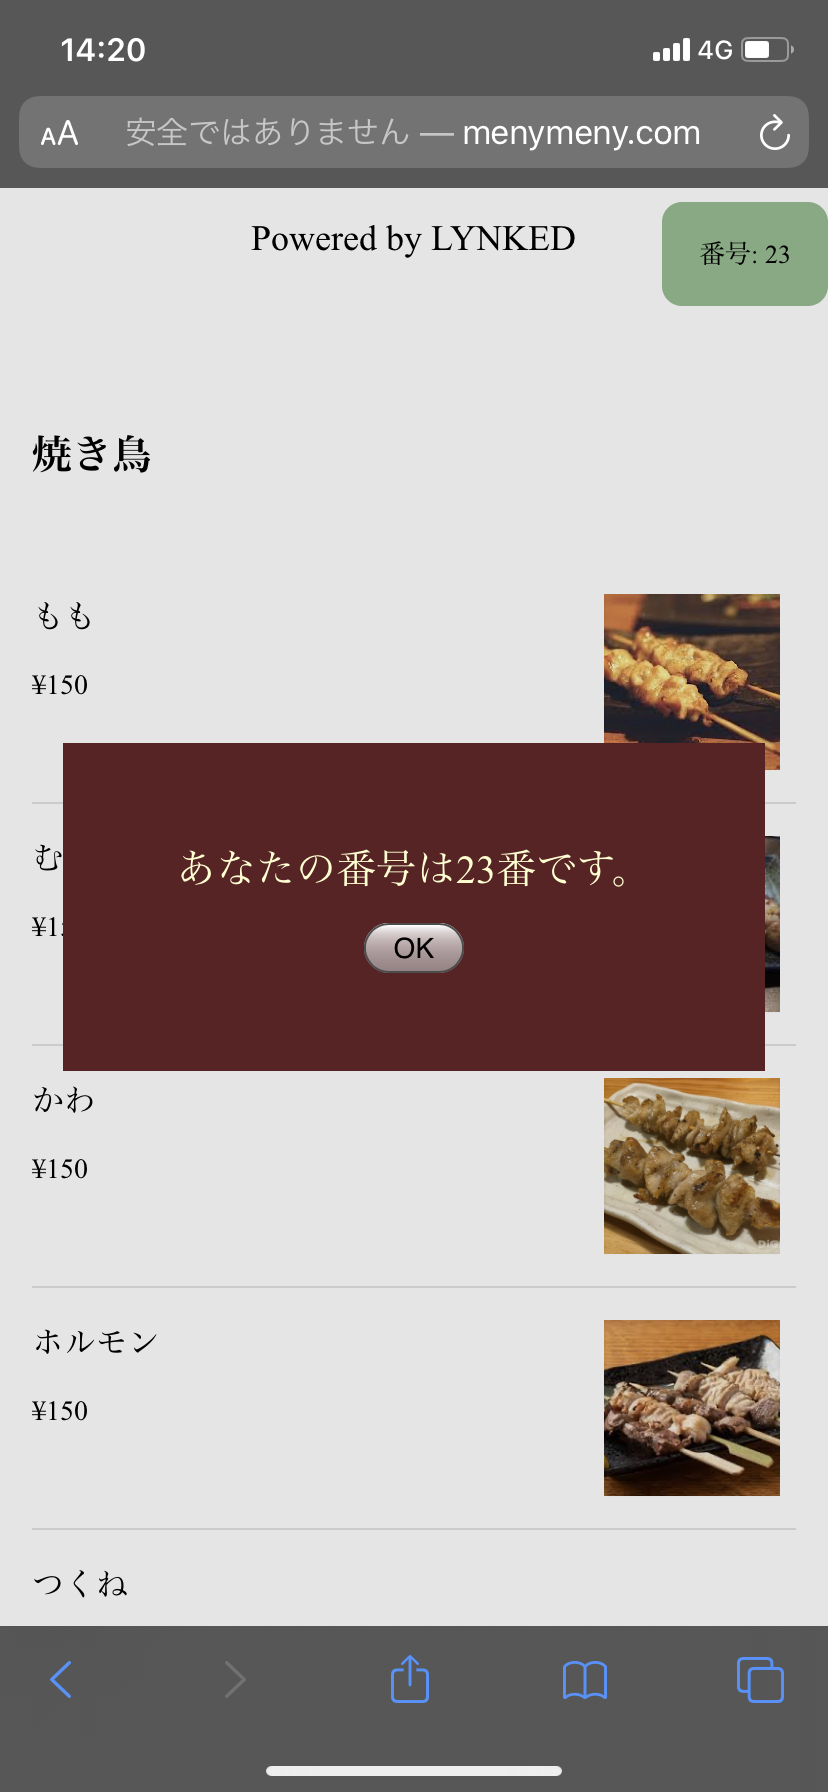 14:20
4G
AA
安全ではありません — menymeny.com
Powered by LYNKED
番号: 23
焼き鳥
もも
¥150
む
あなたの番号は23番です。
OK
かわ
¥150
ホルモン
¥150
つくね